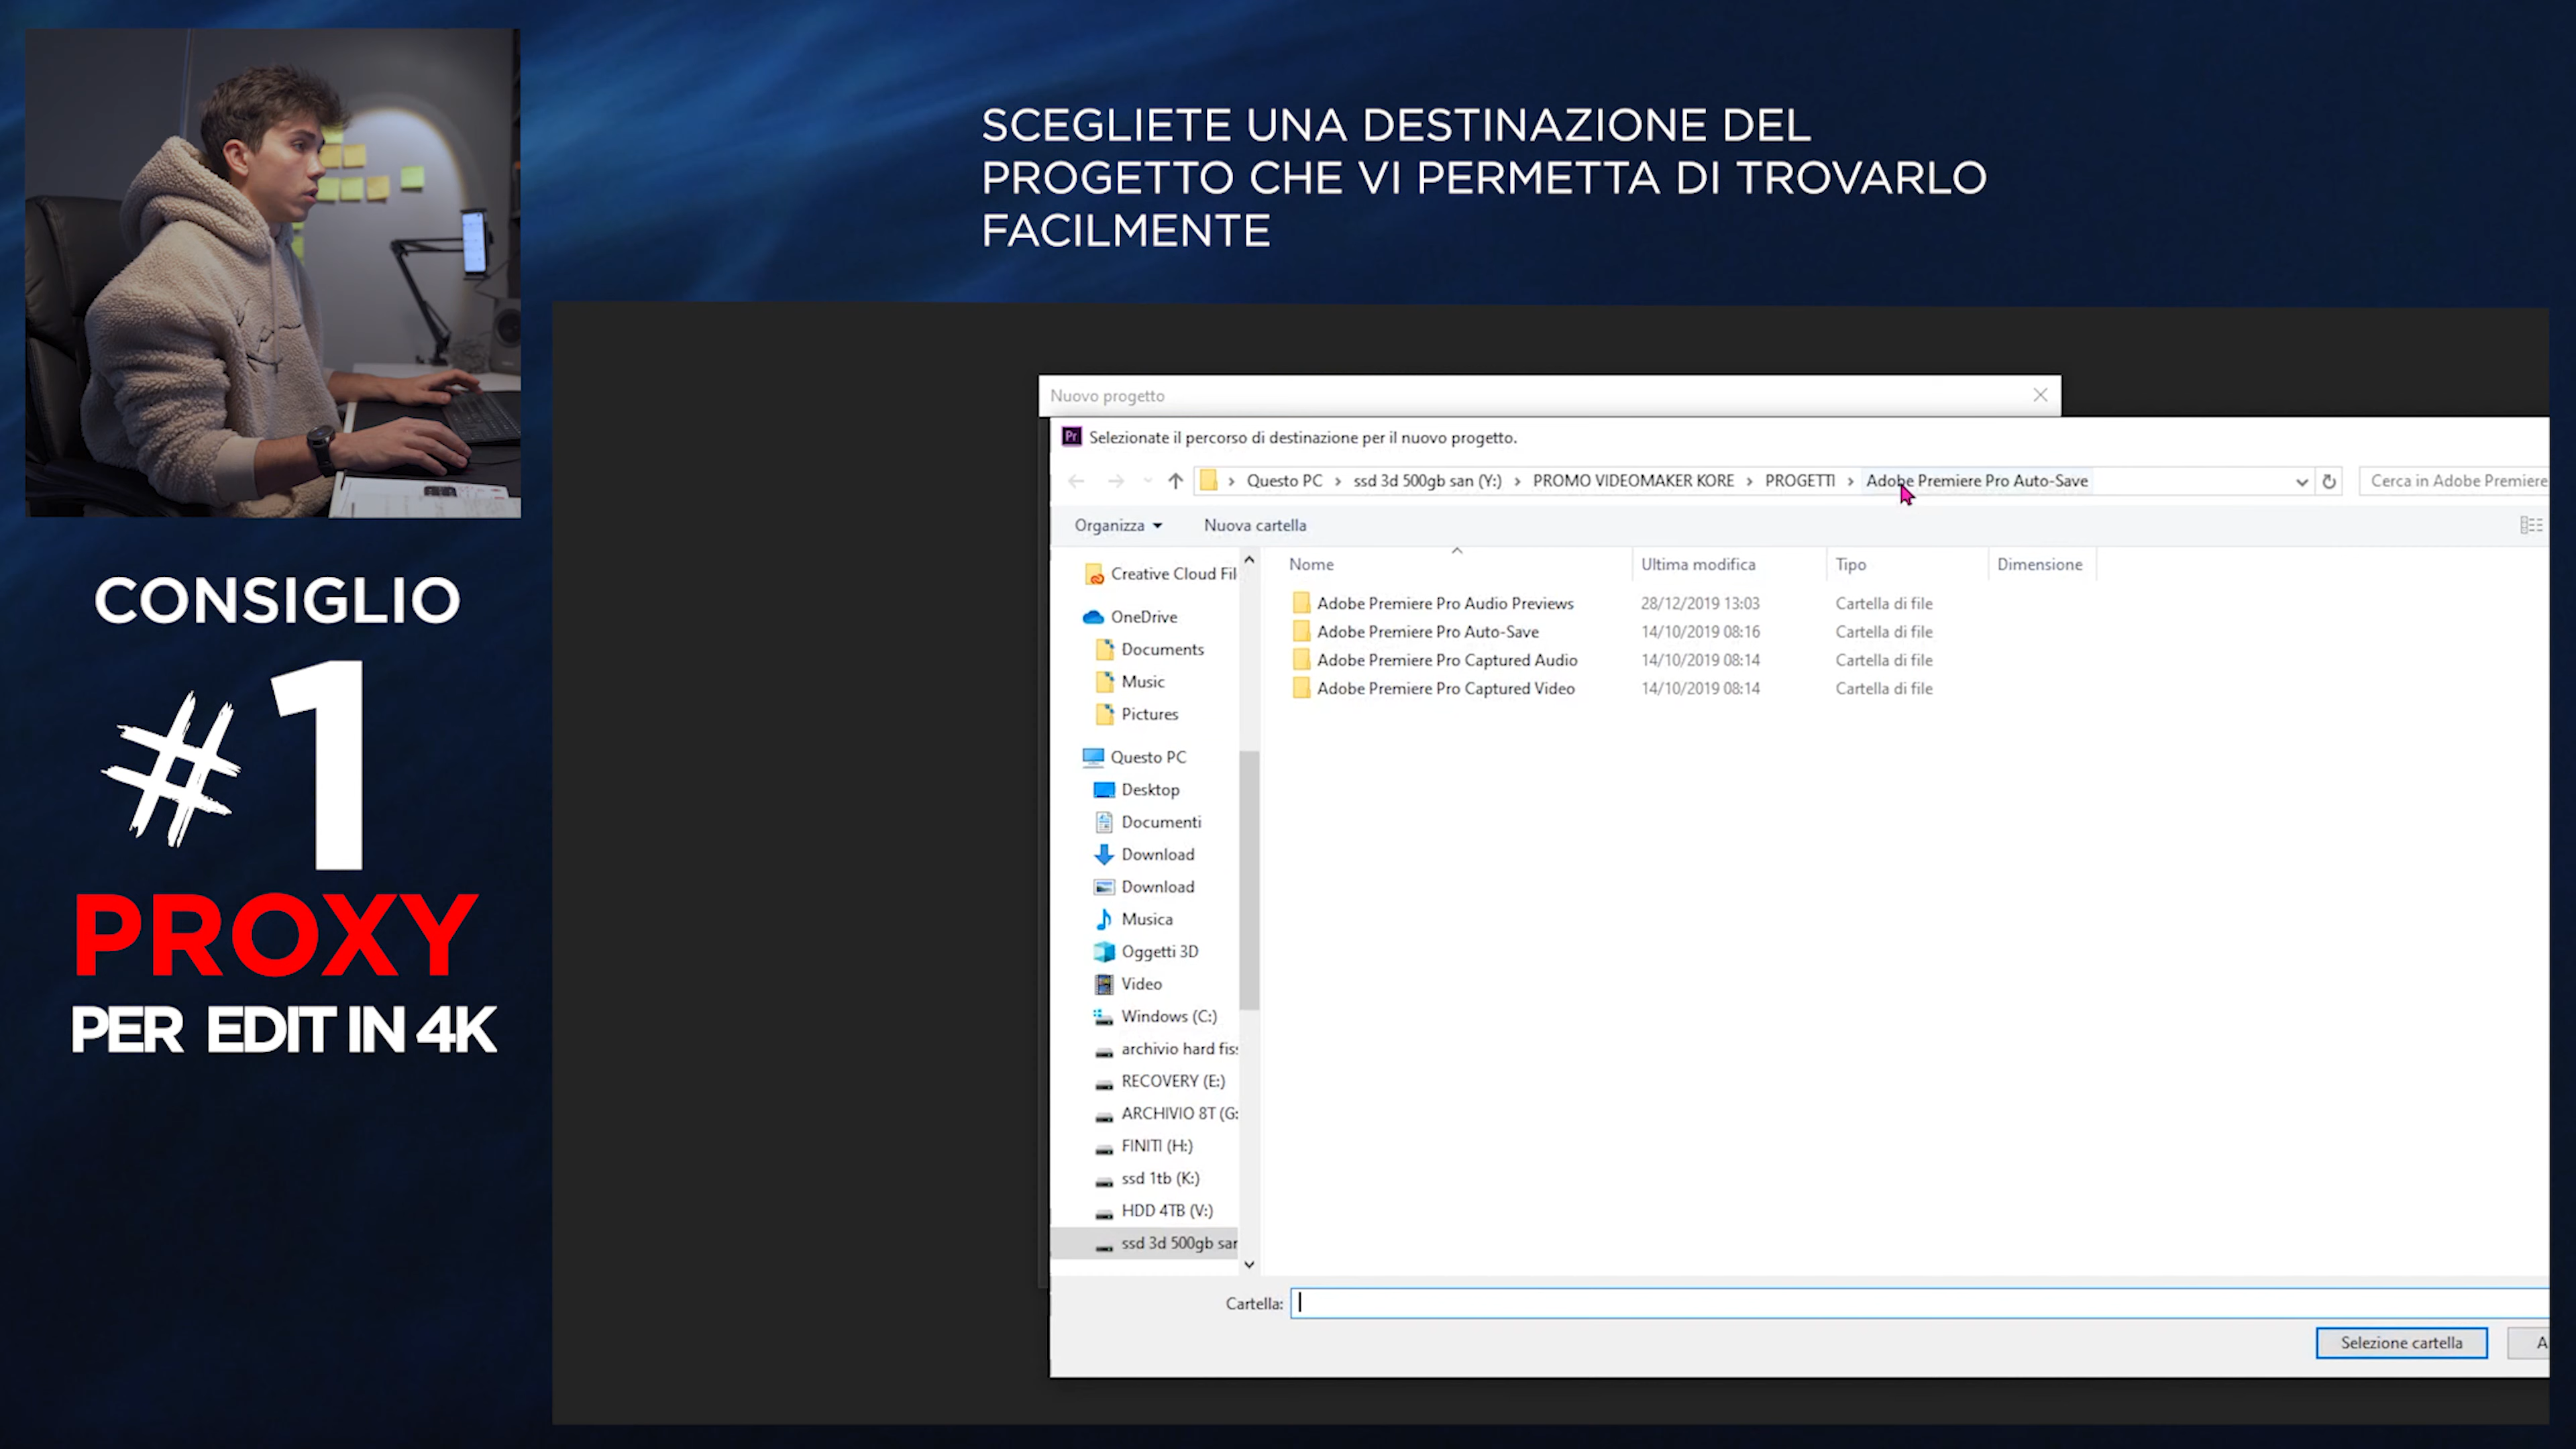 SCEGLIETE UNA DESTINAZIONE DEL
PROGETTO CHE VI PERMETTA DI TROVARLO
FACILMENTE
CONSIGLIO
#1
PROXY
PER EDIT IN 4K
Nuovo progetto
Pr Selezionate il percorso di destinazione per il nuovo progetto.
Questo PC > ssd 3d 500gb san (Y:) > PROMO VIDEOMAKER KORE > PROGETTI > Adobe Premiere Pro Auto-Save
Cerca in Adobe Premiere
Organizza Nuova cartella
Creative Cloud Fil
OneDrive
Documents
Music
Pictures
Questo PC
Desktop
Documenti
Download
Download
Musica
Oggetti 3D
Video
Windows (C:)
archivio hard fis
RECOVERY (E:)
ARCHIVIO 8T (G:
FINITI (H:)
ssd 1tb (K:)
HDD 4TB (V:)
ssd 3d 500gb sar
Nome Ultima modifica Tipo Dimensione
Adobe Premiere Pro Audio Previews 28/12/2019 13:03 Cartella di file
Adobe Premiere Pro Auto-Save 14/10/2019 08:16 Cartella di file
Adobe Premiere Pro Captured Audio 14/10/2019 08:14 Cartella di file
Adobe Premiere Pro Captured Video 14/10/2019 08:14 Cartella di file
Cartella:
Selezione cartella
A